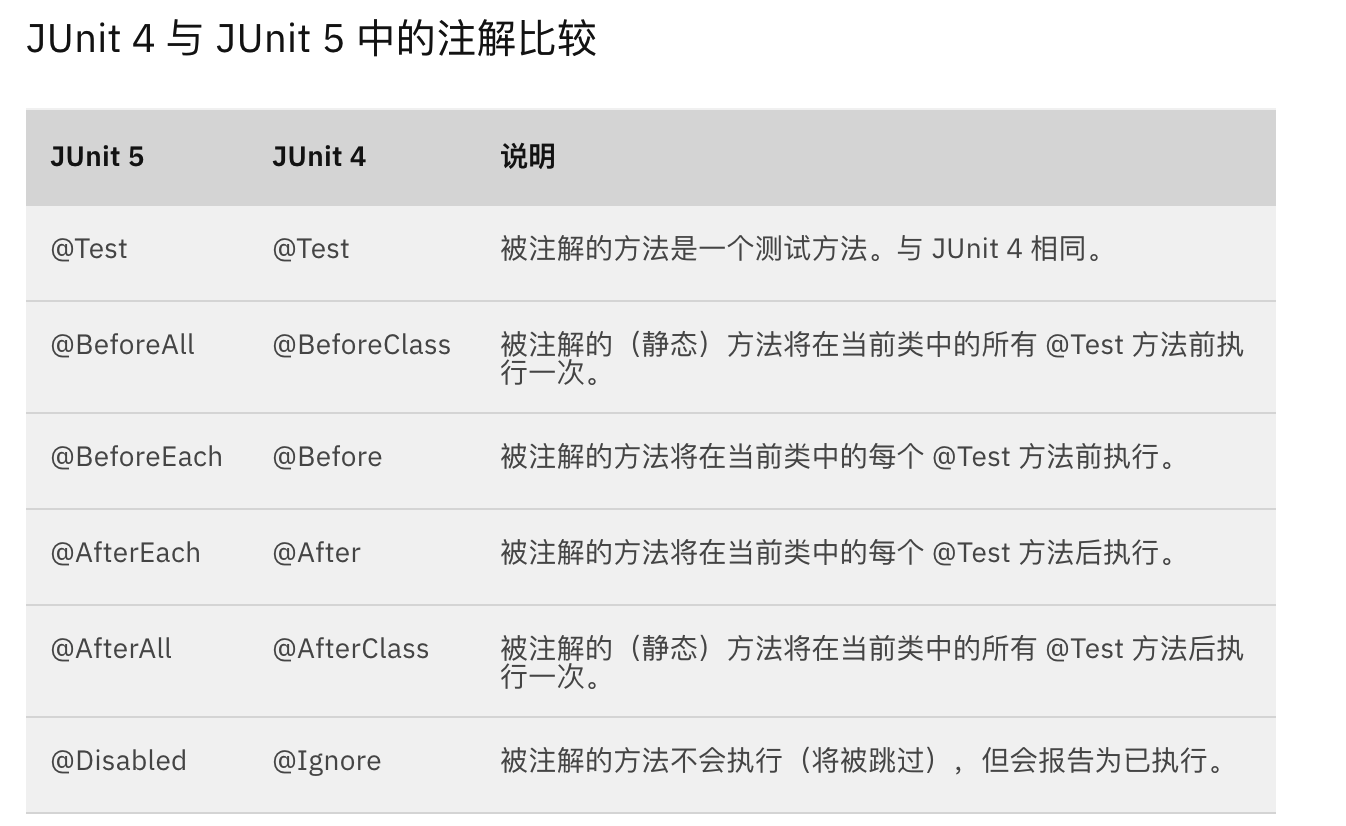 JUnit 4 与 JUnit 5 中的注解比较
JUnit 5 JUnit 4 说明
@Test @Test 被注解的方法是一个测试方法。与 JUnit 4 相同。
@BeforeAll @BeforeClass 被注解的（静态）方法将在当前类中的所有 @Test 方法前执
行一次。
@BeforeEach @Before 被注解的方法将在当前类中的每个 @Test 方法前执行。
@AfterEach @After 被注解的方法将在当前类中的每个 @Test 方法后执行。
@AfterAll @AfterClass 被注解的（静态）方法将在当前类中的所有 @Test 方法后执
行一次。
@Disabled @Ignore 被注解的方法不会执行（将被跳过），但会报告为已执行。